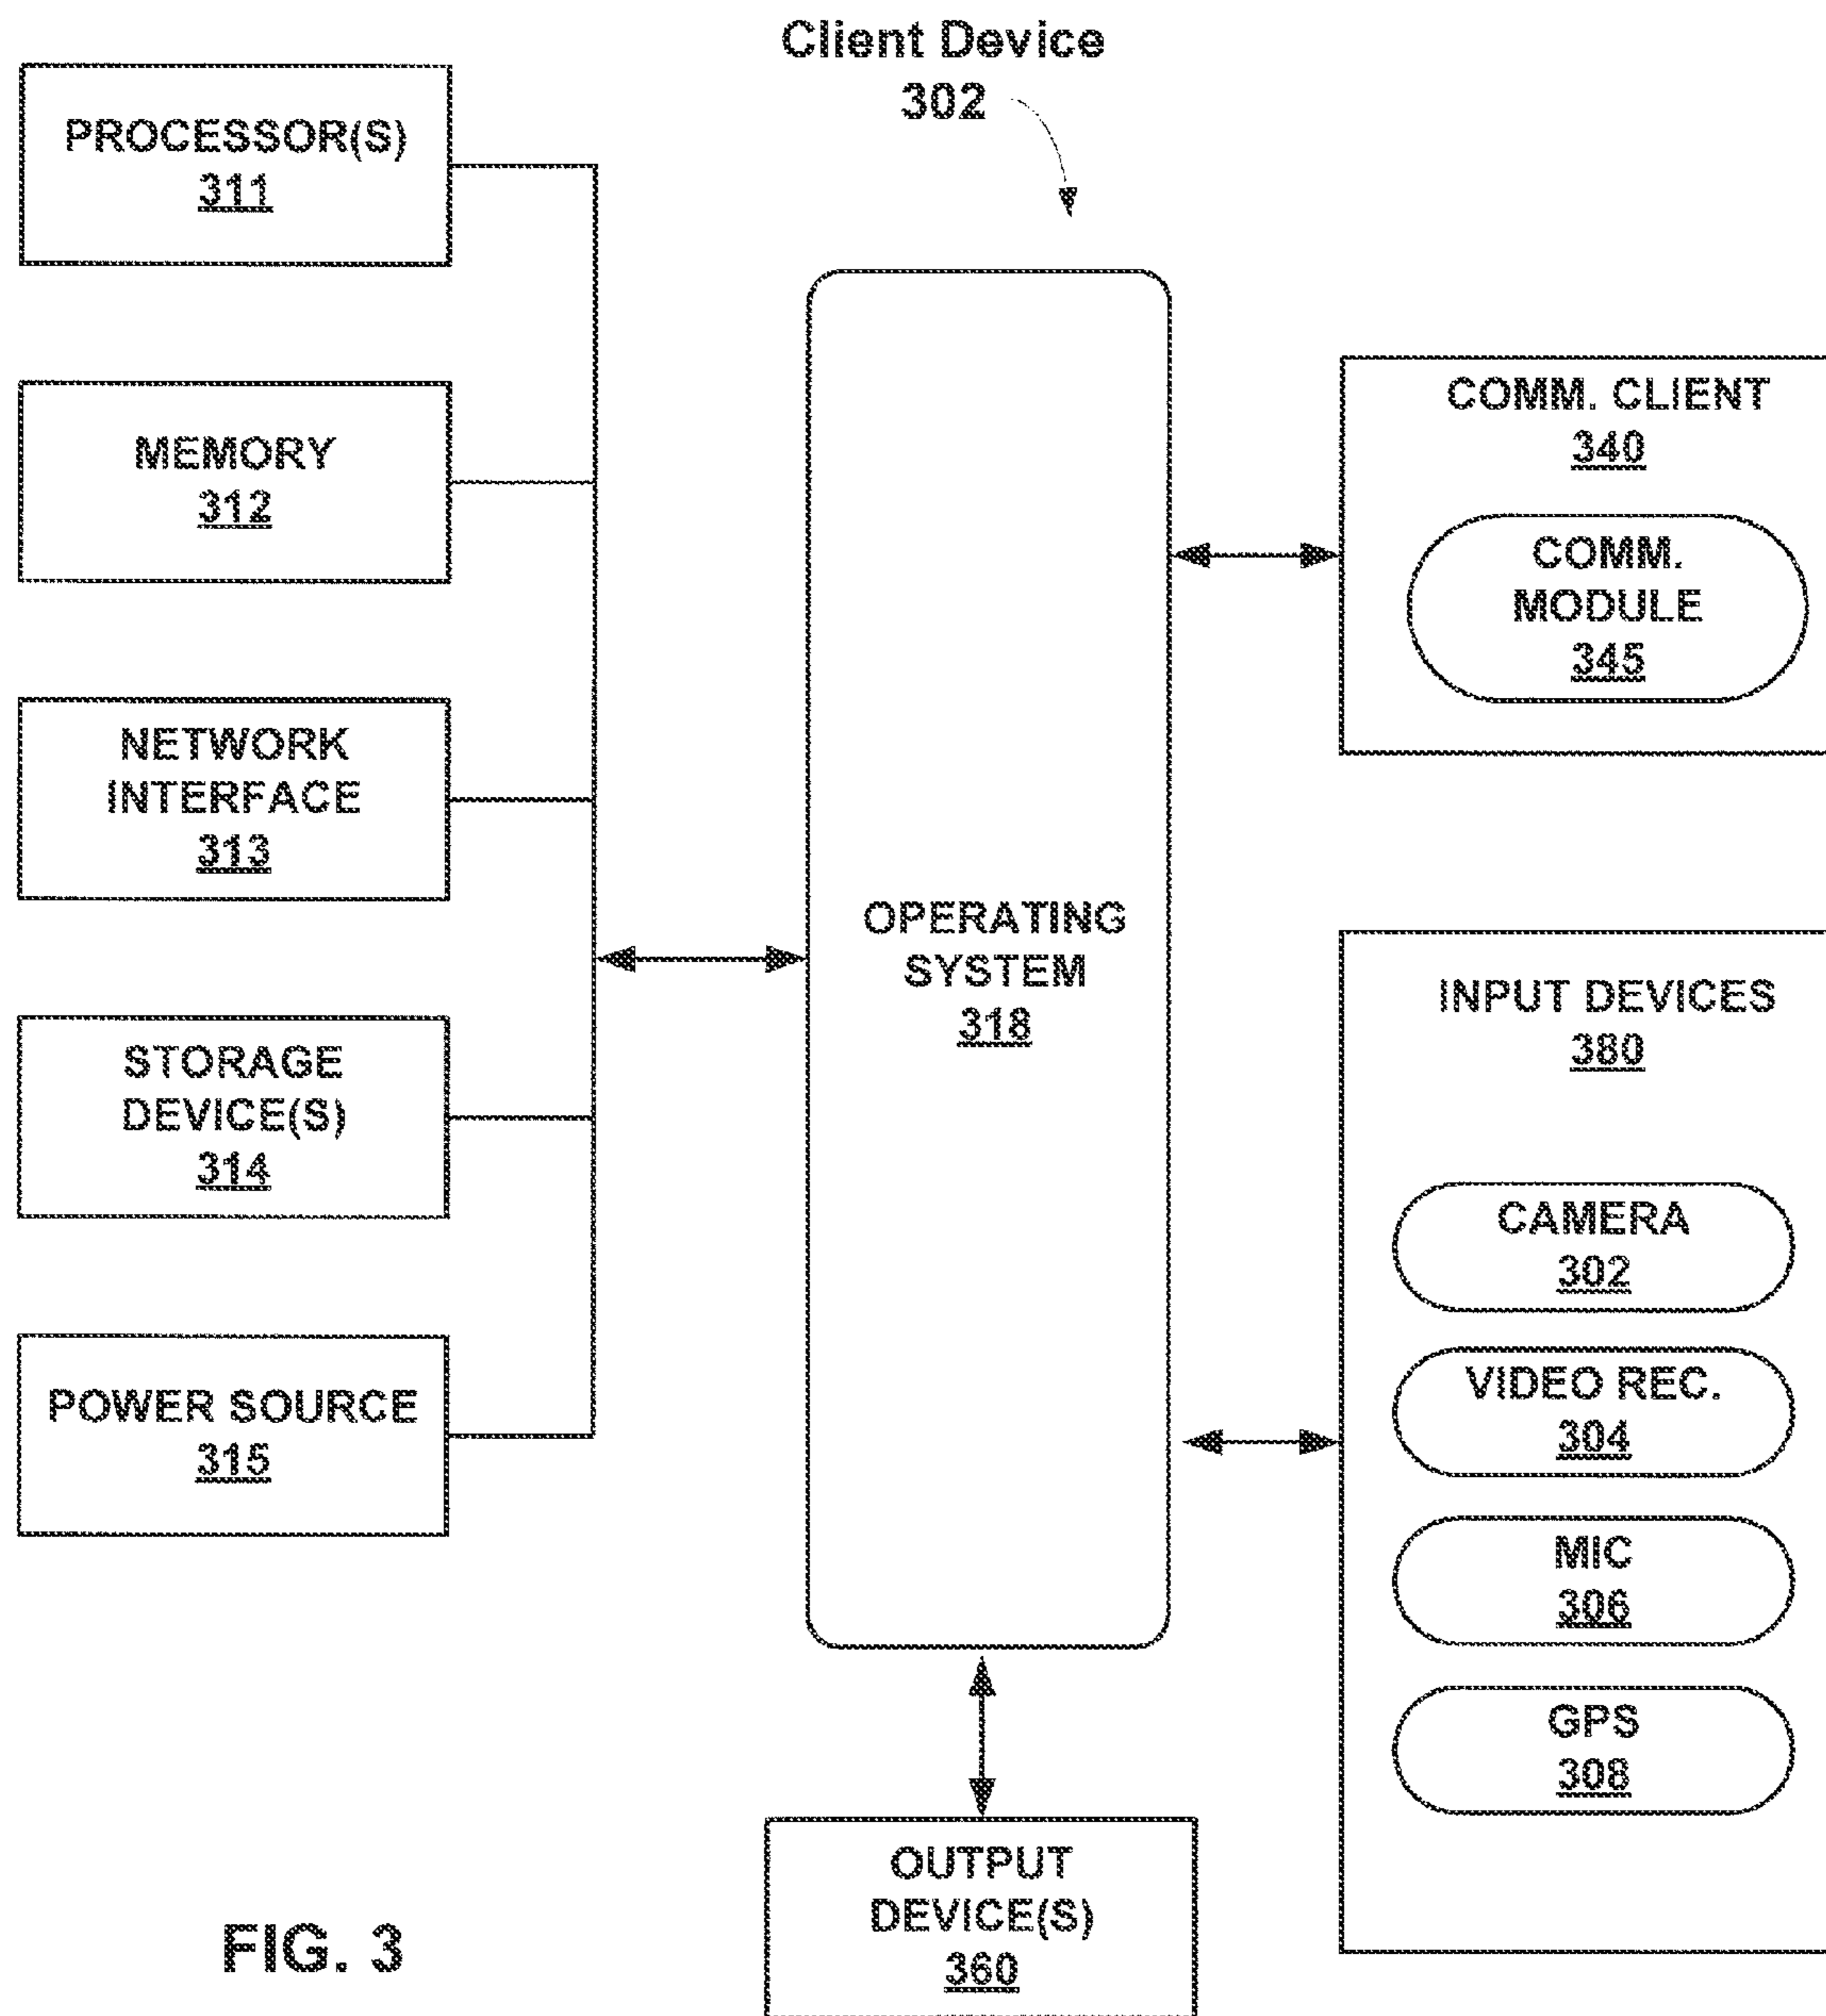 Client Device
302
PROCESSOR(S)
311
MEMORY
312
NETWORK
INTERFACE
313
STORAGE
DEVICE(S)
314
POWER SOURCE
315
OPERATING
SYSTEM
318
COMM. CLIENT
340
COMM.
MODULE
345
INPUT DEVICES
380
CAMERA
302
VIDEO REC.
304
MIC
306
GPS
308
OUTPUT
DEVICE(S)
360
FIG. 3